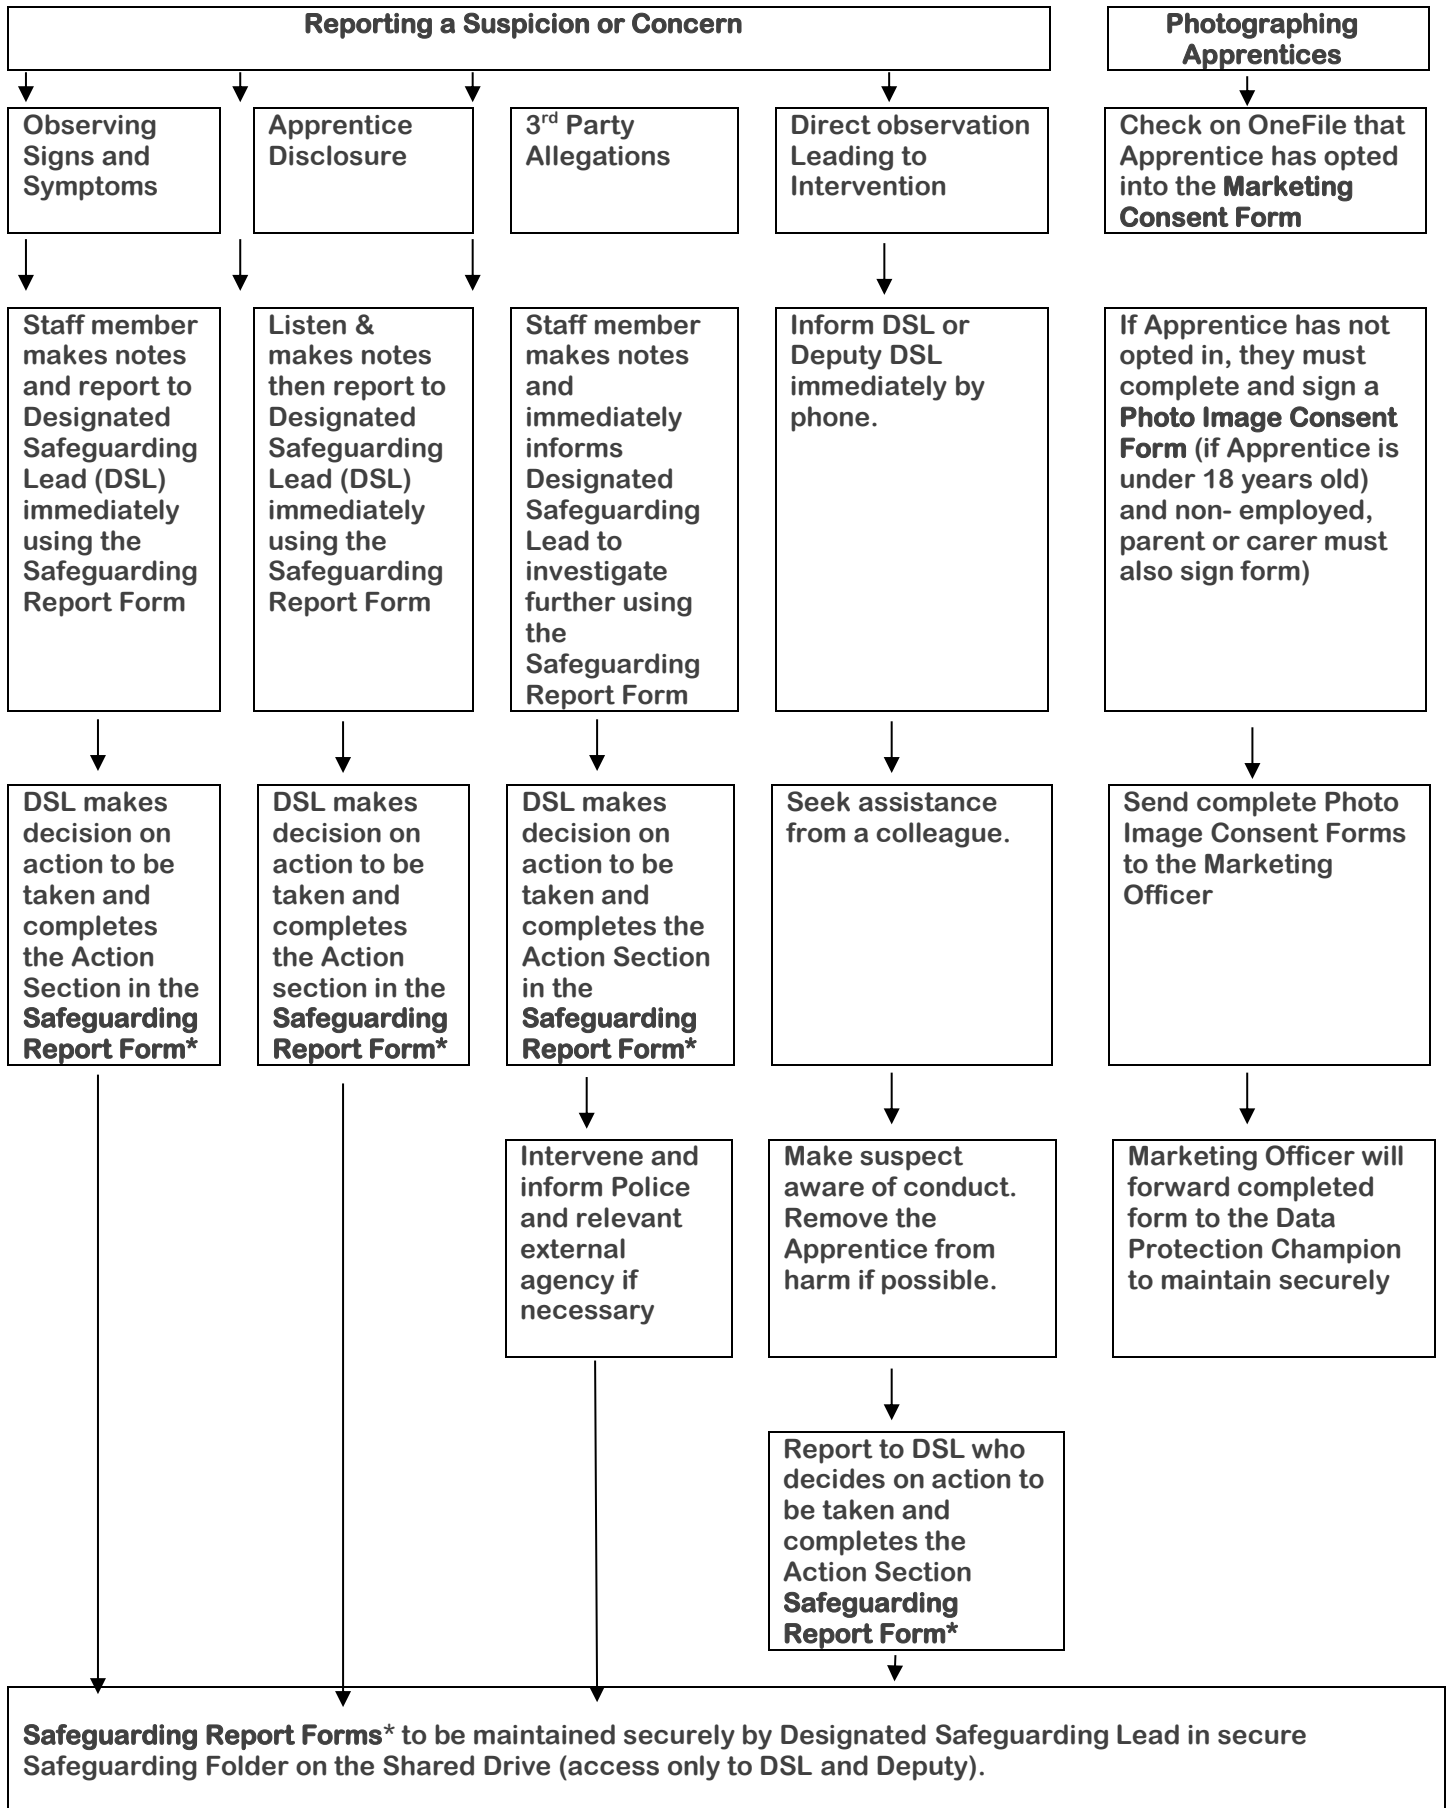 Reporting a Suspicion or Concern
Photographing
Apprentices
Observing
Signs and
Symptoms
Apprentice
Disclosure
3rd Party
Allegations
Direct observation
Leading to
Intervention
Check on OneFile that
Apprentice has opted
into the Marketing
Consent Form
Staff member
makes notes
and report to
Designated
Safeguarding
Lead (DSL)
immediately
using the
Safeguarding
Report Form
Listen &
makes notes
then report to
Designated
Safeguarding
Lead (DSL)
immediately
using the
Safeguarding
Report Form
Staff member
makes notes
and
immediately
informs
Designated
Safeguarding
Lead to
investigate
further using
the
Safeguarding
Report Form
Inform DSL or
Deputy DSL
immediately by
phone.
If Apprentice has not
opted in, they must
complete and sign a
Photo Image Consent
Form (if Apprentice is
under 18 years old)
and non- employed,
parent or carer must
also sign form)
DSL makes
decision on
action to be
taken and
completes
the Action
Section in the
Safeguarding
Report Form*
DSL makes
decision on
action to be
taken and
completes
the Action
section in the
Safeguarding
Report Form*
DSL makes
decision on
action to be
taken and
completes the
Action Section
in the
Safeguarding
Report Form*
Seek assistance
from a colleague.
Send complete Photo
Image Consent Forms
to the Marketing
Officer
Intervene and
inform Police
and relevant
external
agency if
necessary
Make suspect
aware of conduct.
Remove the
Apprentice from
harm if possible.
Marketing Officer will
forward completed
form to the Data
Protection Champion
to maintain securely
Report to DSL who
decides on action to
be taken and
completes the
Action Section
Safeguarding
Report Form*
Safeguarding Report Forms* to be maintained securely by Designated Safeguarding Lead in secure
Safeguarding Folder on the Shared Drive (access only to DSL and Deputy).